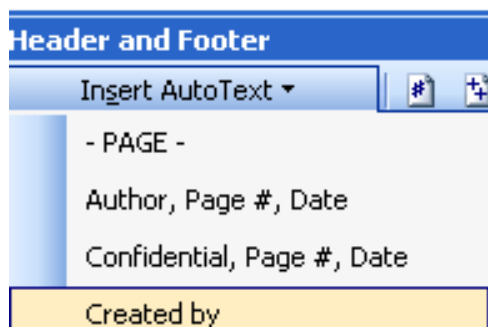 Header and Footer
Insert AutoText
- PAGE -
Author, Page #, Date
Confidential, Page #, Date
Created by